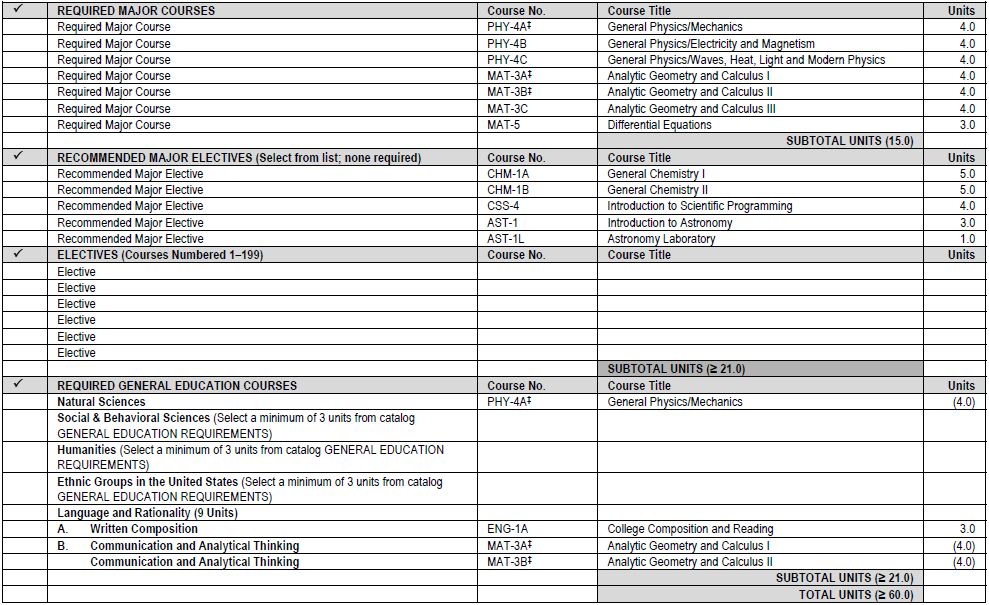 ✓ REQUIRED MAJOR COURSES Course No. Course Title Units
Required Major Course PHY-4A‡ General Physics/Mechanics 4.0
Required Major Course PHY-4B General Physics/Electricity and Magnetism 4.0
Required Major Course PHY-4C General Physics/Waves, Heat, Light and Modern Physics 4.0
Required Major Course MAT-3A‡ Analytic Geometry and Calculus I 4.0
Required Major Course MAT-3B‡ Analytic Geometry and Calculus II 4.0
Required Major Course MAT-3C Analytic Geometry and Calculus III 4.0
Required Major Course MAT-5 Differential Equations 3.0
SUBTOTAL UNITS (15.0)
✓ RECOMMENDED MAJOR ELECTIVES (Select from list; none required) Course No. Course Title Units
Recommended Major Elective CHM-1A General Chemistry I 5.0
Recommended Major Elective CHM-1B General Chemistry II 5.0
Recommended Major Elective CSS-4 Introduction to Scientific Programming 4.0
Recommended Major Elective AST-1 Introduction to Astronomy 3.0
Recommended Major Elective AST-1L Astronomy Laboratory 1.0
✓ ELECTIVES (Courses Numbered 1–199) Course No. Course Title Units
Elective
Elective
Elective
Elective
Elective
Elective
SUBTOTAL UNITS (≥ 21.0)
✓ REQUIRED GENERAL EDUCATION COURSES Course No. Course Title Units
Natural Sciences PHY-4A‡ General Physics/Mechanics (4.0)
Social & Behavioral Sciences (Select a minimum of 3 units from catalog
GENERAL EDUCATION REQUIREMENTS)
Humanities (Select a minimum of 3 units from catalog GENERAL EDUCATION
REQUIREMENTS)
Ethnic Groups in the United States (Select a minimum of 3 units from catalog
GENERAL EDUCATION REQUIREMENTS)
Language and Rationality (9 Units)
A. Written Composition ENG-1A College Composition and Reading 3.0
B. Communication and Analytical Thinking MAT-3A‡ Analytic Geometry and Calculus I (4.0)
Communication and Analytical Thinking MAT-3B‡ Analytic Geometry and Calculus II (4.0)
SUBTOTAL UNITS (≥ 21.0)
TOTAL UNITS (≥ 60.0)